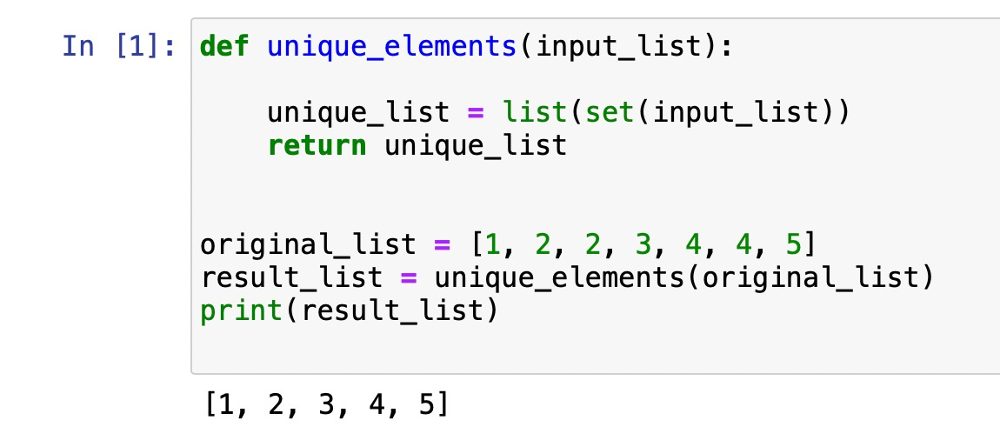 In [1]: def unique_elements(input_list):
    unique_list = list(set(input_list))
    return unique_list
original_list = [1, 2, 2, 3, 4, 4, 5]
result_list = unique_elements(original_list)
print(result_list)
[1, 2, 3, 4, 5]